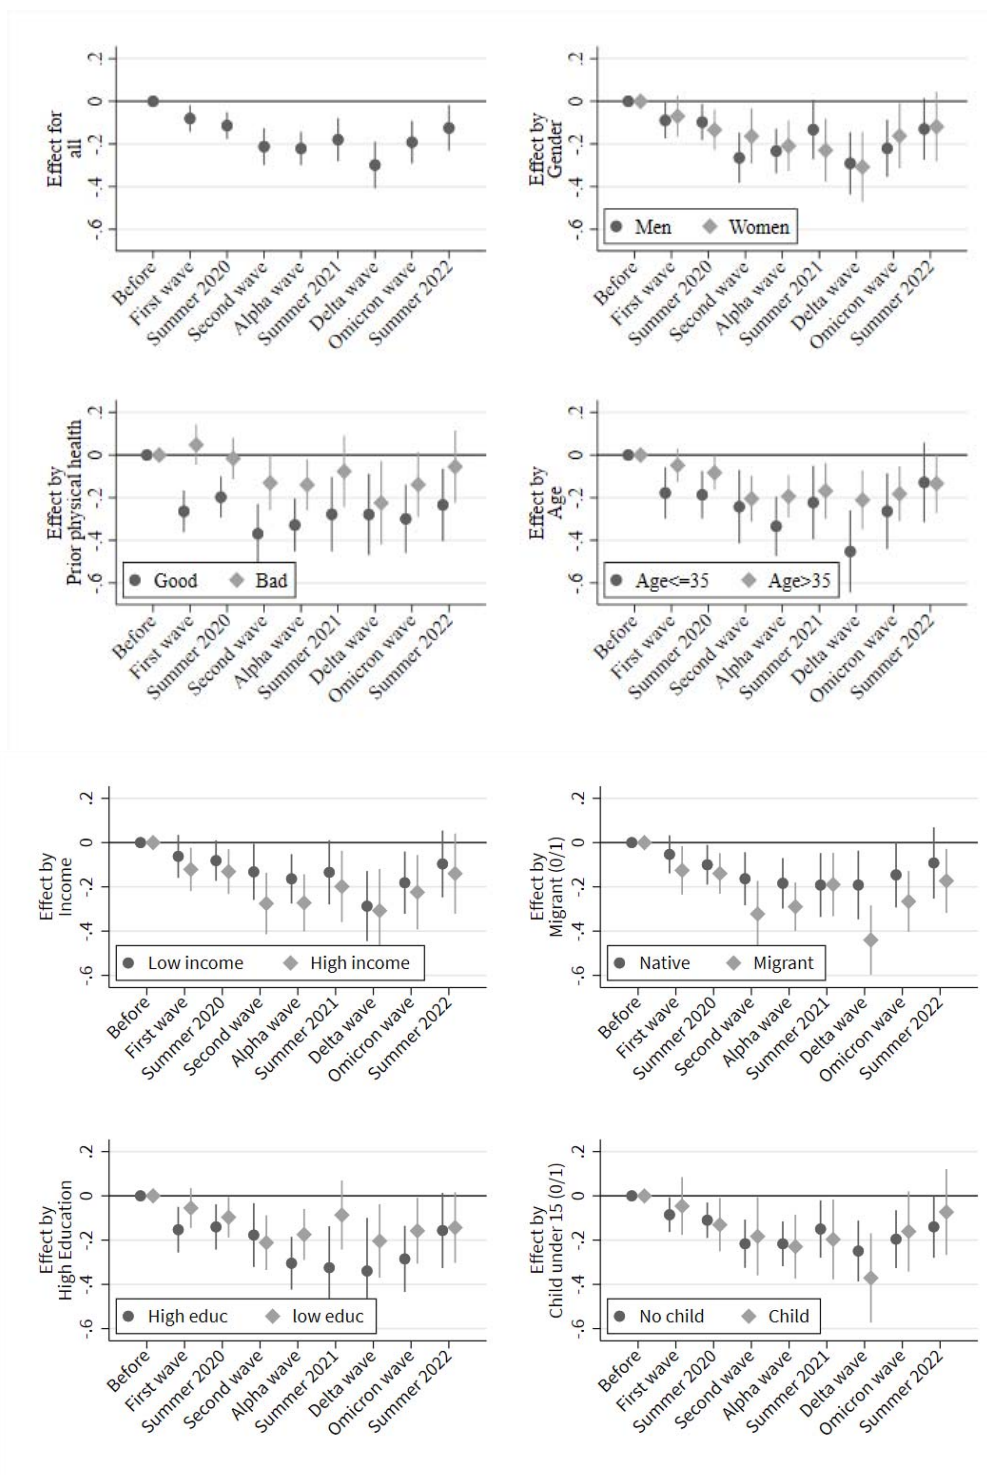 Effect for
all
.2
0
-.2
-.4
-.6
Before
First wave
Summer 2020
Second wave
Alpha wave
Summer 2021
Delta wave
Omicron wave
Summer 2022
Effect by
Gender
.2
0
-.2
-.4
-.6
Men Women
Before
First wave
Summer 2020
Second wave
Alpha wave
Summer 2021
Delta wave
Omicron wave
Summer 2022
Effect by
Prior physical health
.2
0
-.2
-.4
-.6
Good Bad
Before
First wave
Summer 2020
Second wave
Alpha wave
Summer 2021
Delta wave
Omicron wave
Summer 2022
Effect by
Age
.2
0
-.2
-.4
-.6
Age<=35 Age>35
Before
First wave
Summer 2020
Second wave
Alpha wave
Summer 2021
Delta wave
Omicron wave
Summer 2022
Effect by
Income
.2
0
-.2
-.4
-.6
Low income High income
Before
First wave
Summer 2020
Second wave
Alpha wave
Summer 2021
Delta wave
Omicron wave
Summer 2022
Effect by
Migrant (0/1)
.2
0
-.2
-.4
-.6
Native Migrant
Before
First wave
Summer 2020
Second wave
Alpha wave
Summer 2021
Delta wave
Omicron wave
Summer 2022
Effect by
High Education
.2
0
-.2
-.4
-.6
High educ low educ
Before
First wave
Summer 2020
Second wave
Alpha wave
Summer 2021
Delta wave
Omicron wave
Summer 2022
Effect by
Child under 15 (0/1)
.2
0
-.2
-.4
-.6
No child Child
Before
First wave
Summer 2020
Second wave
Alpha wave
Summer 2021
Delta wave
Omicron wave
Summer 2022